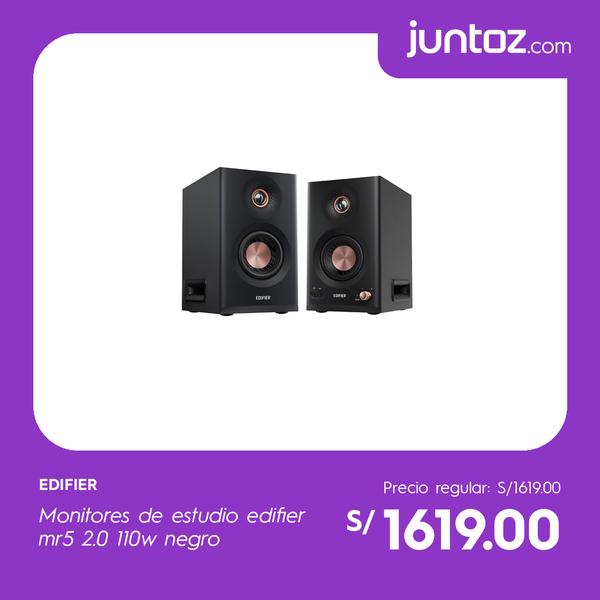 juntoz.com
EDIFIER
EDIFIER
EDIFIER
Monitores de estudio edifier
mr5 2.0 110w negro
Precio regular: S/1619.00
S/ 1619.00